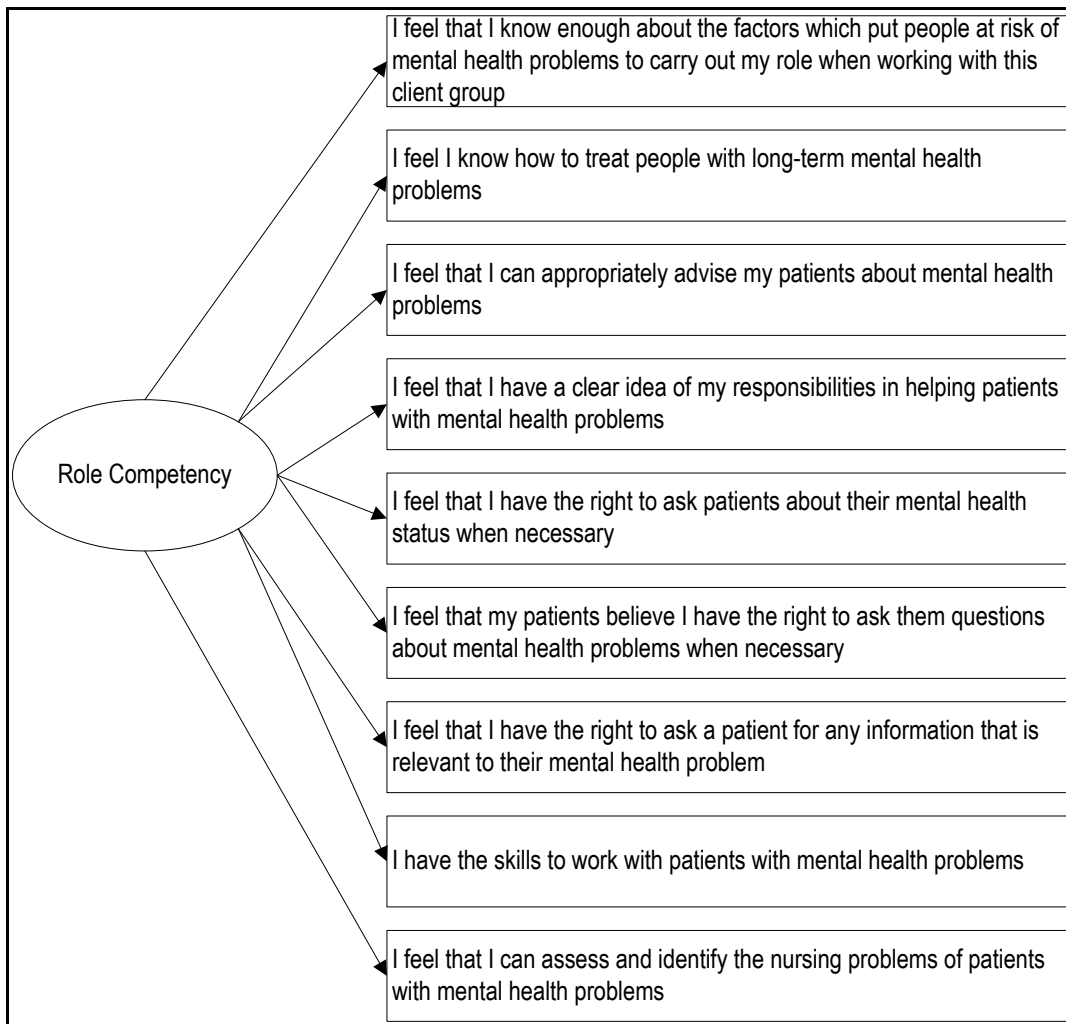 I feel that I know enough about the factors which put people at risk of
mental health problems to carry out my role when working with this
client group
I feel I know how to treat people with long-term mental health
problems
I feel that I can appropriately advise my patients about mental health
problems
I feel that I have a clear idea of my responsibilities in helping patients
with mental health problems
Role Competency
I feel that I have the right to ask patients about their mental health
status when necessary
I feel that my patients believe I have the right to ask them questions
about mental health problems when necessary
I feel that I have the right to ask a patient for any information that is
relevant to their mental health problem
I have the skills to work with patients with mental health problems
I feel that I can assess and identify the nursing problems of patients
with mental health problems